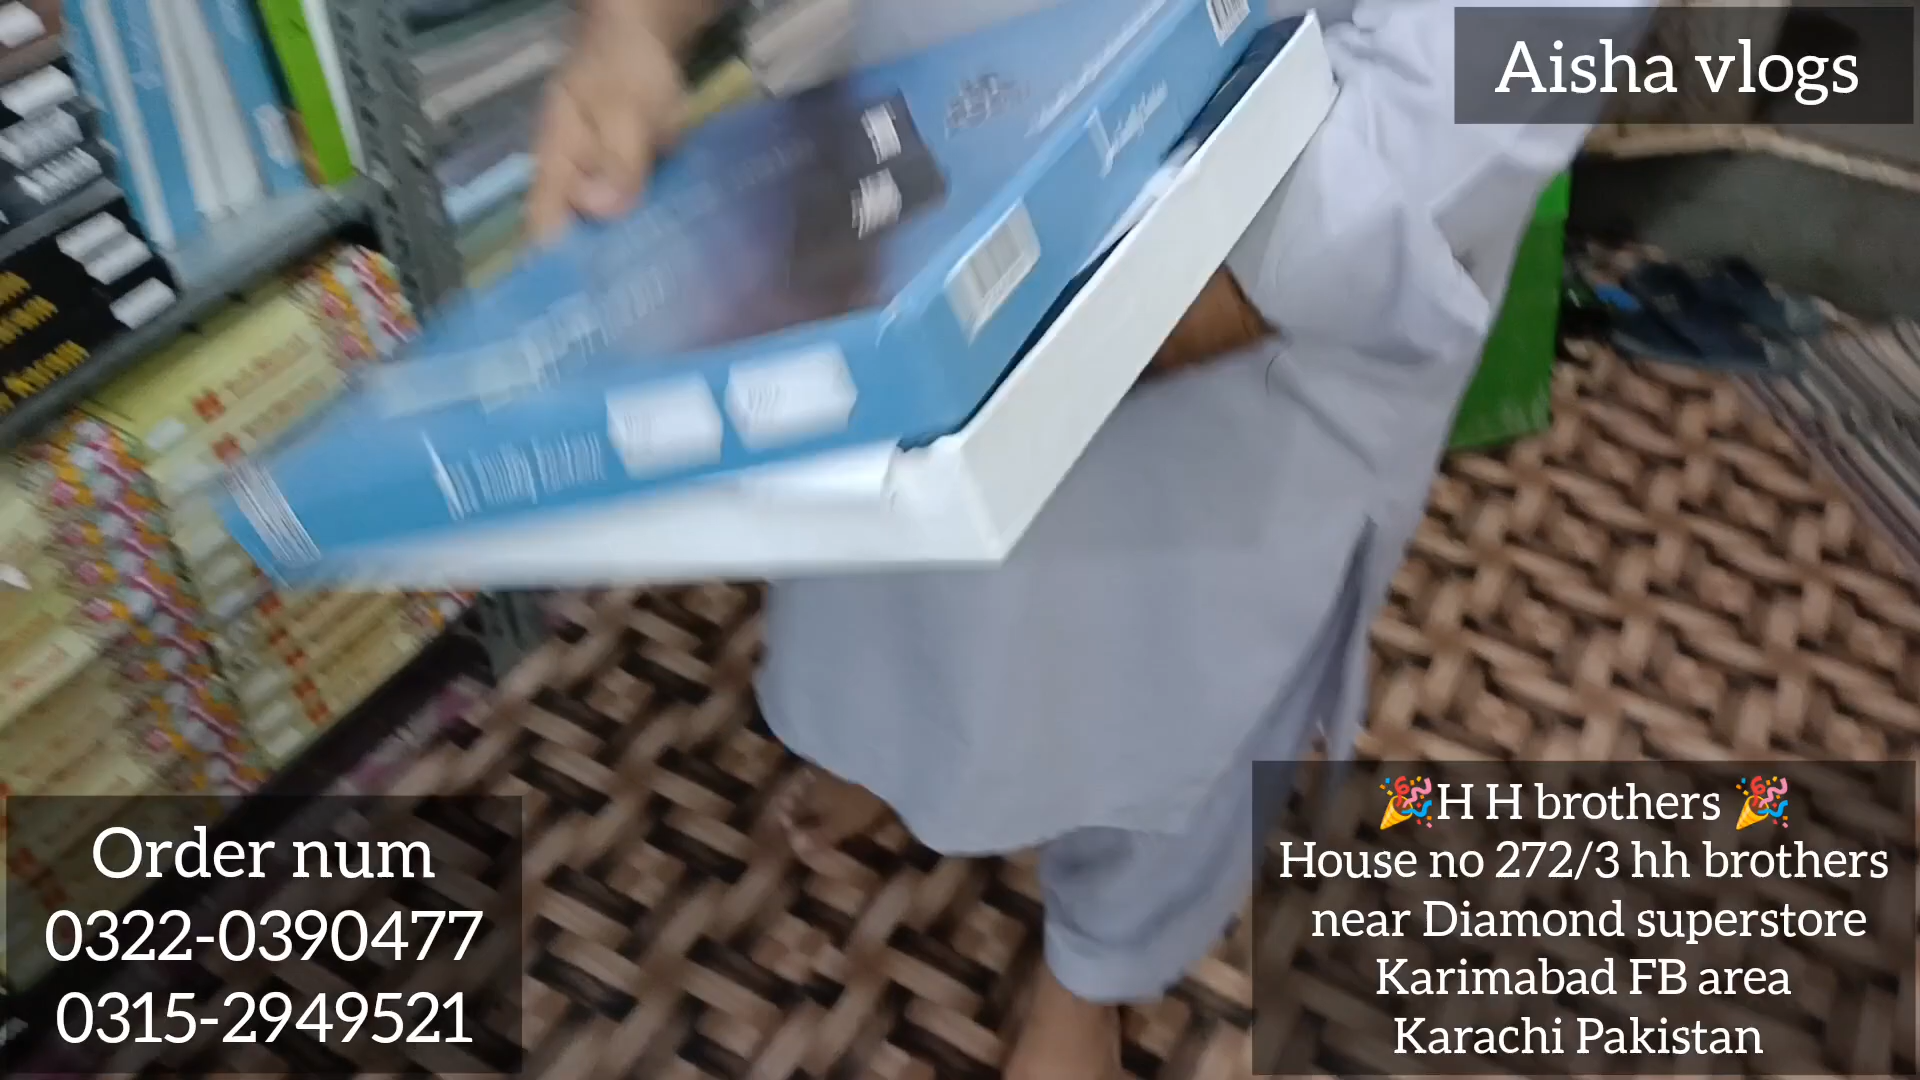 Aisha vlogs
Order num
0322-0390477
0315-2949521
🎉H H brothers 🎉
House no 272/3 hh brothers
near Diamond superstore
Karimabad FB area
Karachi Pakistan